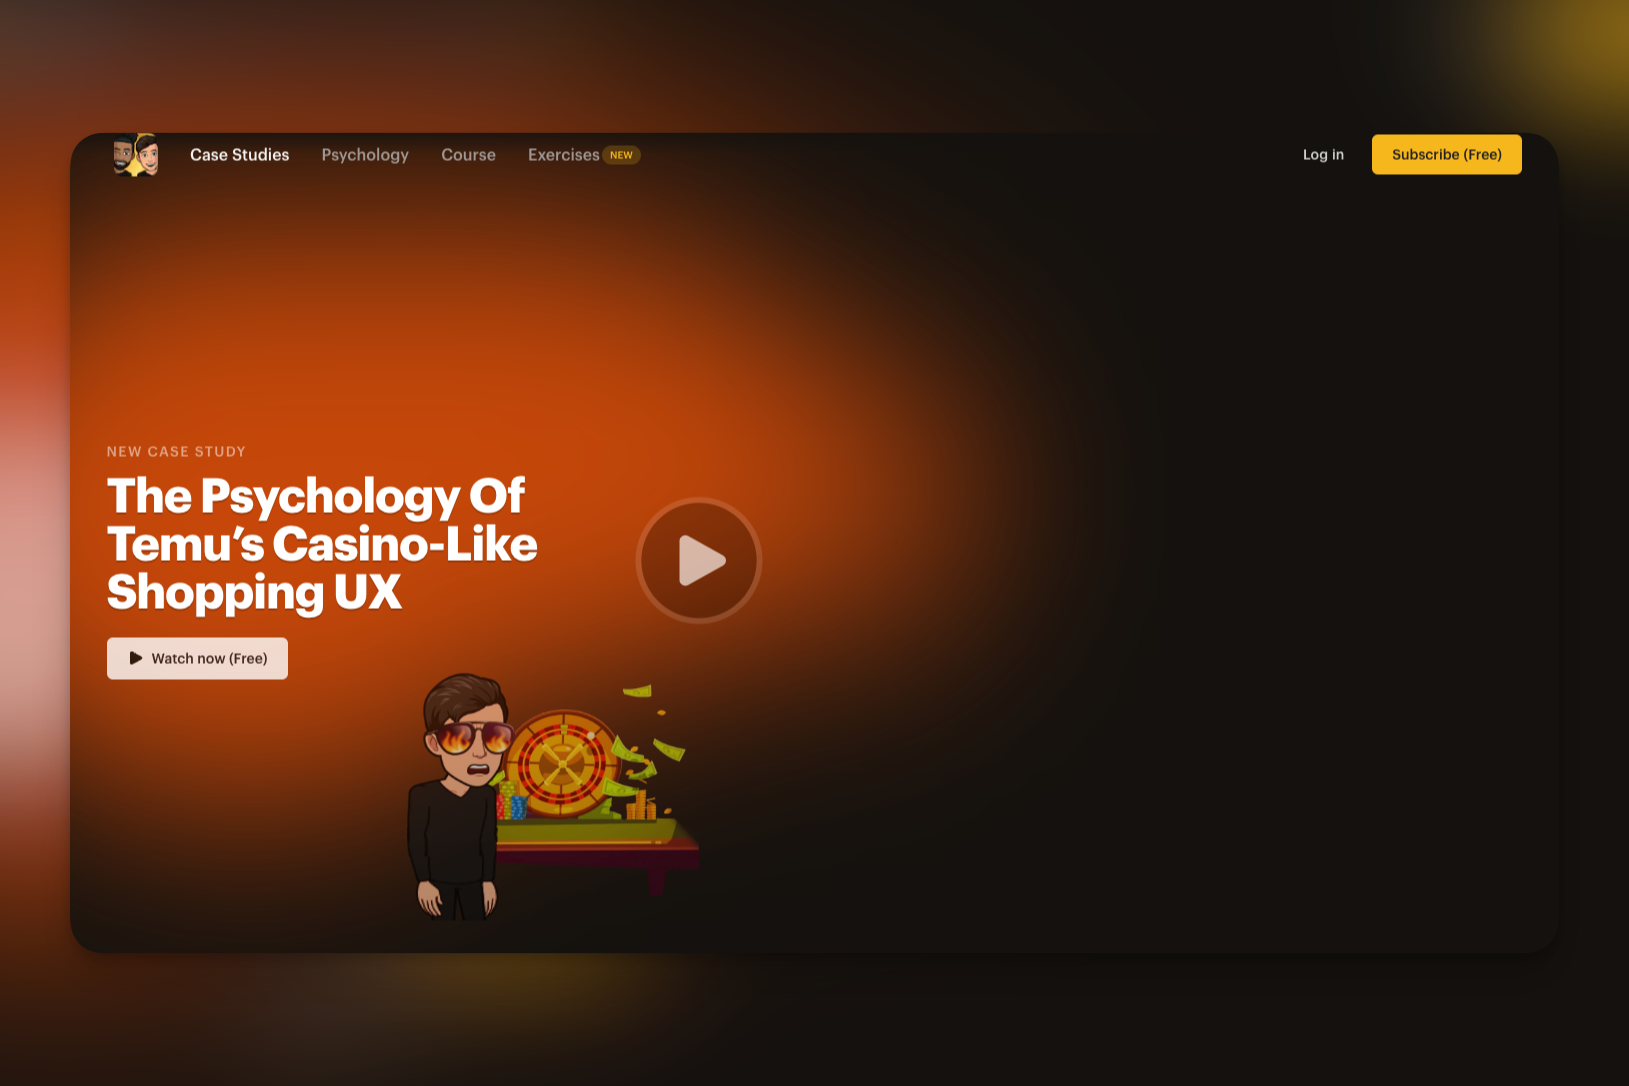 Case Studies Psychology Course Exercises NEW Log in Subscribe (Free)
NEW CASE STUDY
The Psychology Of
Temu’s Casino-Like
Shopping UX
Watch now (Free)